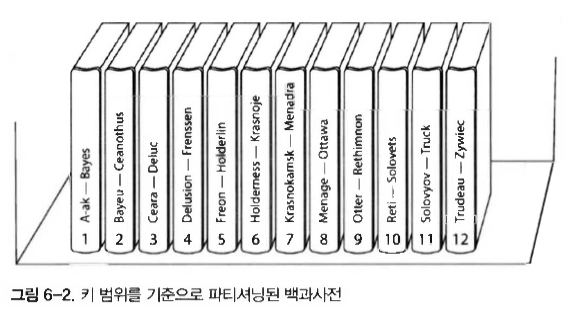 A-ak — Bayes
1
Bayeu — Ceanothus
2
Ceara — Deluc
3
Delusion — Frenssen
4
Freon — Holderlin
5
Holderness — Krasnoje
6
Krasnokamsk — Menadra
7
Menage — Ottawa
8
Otter — Rethimnon
9
Reti — Solovets
10
Solovyov — Truck
11
Trudeau — Zywiec
12
그림 6-2. 키 범위를 기준으로 파티셔닝된 백과사전